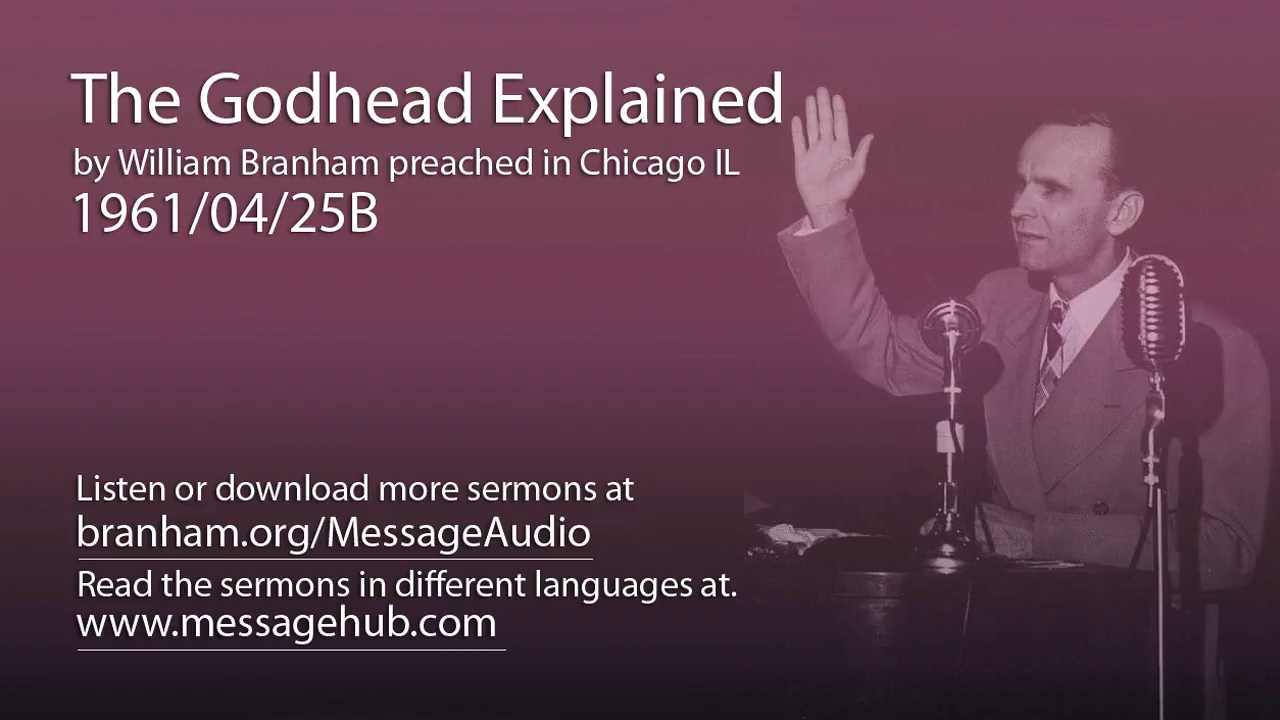 The Godhead Explained
by William Branham preached in Chicago IL
1961/04/25B
Listen or download more sermons at
branham.org/MessageAudio
Read the sermons in different languages at.
www.messagehub.com